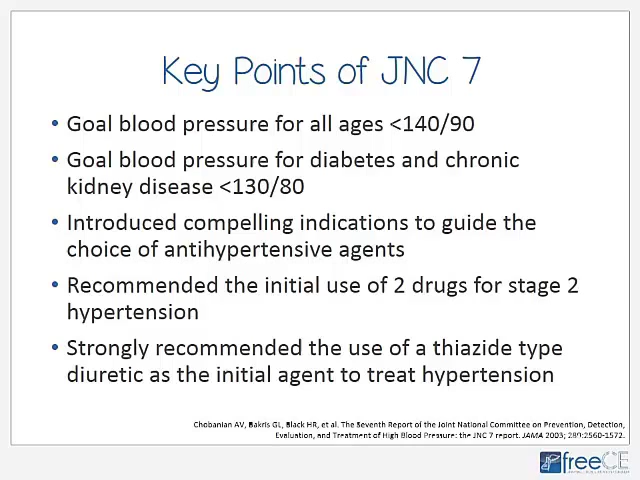 Key Points of JNC 7
• Goal blood pressure for all ages <140/90
• Goal blood pressure for diabetes and chronic
kidney disease <130/80
• Introduced compelling indications to guide the
choice of antihypertensive agents
• Recommended the initial use of 2 drugs for stage 2
hypertension
• Strongly recommended the use of a thiazide type
diuretic as the initial agent to treat hypertension
Chobanian AV, Bakris GL, Black HR, et al. The Seventh Report of the Joint National Committee on Prevention, Detection,
Evaluation, and Treatment of High Blood Pressure: the JNC 7 report. JAMA 2003; 289:2560-1572.
freeCE